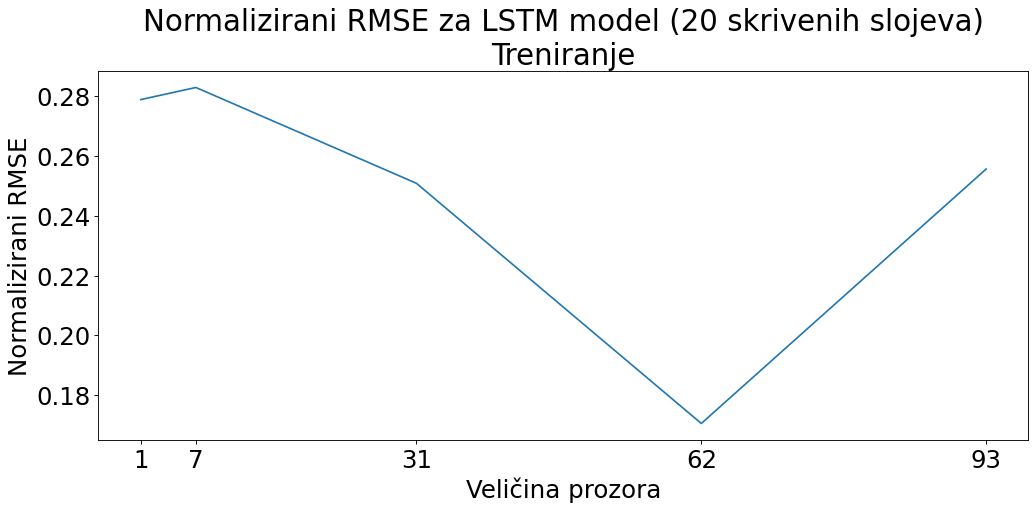 Normalizirani RMSE za LSTM model (20 skrivenih slojeva)
Treniranje
Normalizirani RMSE
0.28
0.26
0.24
0.22
0.20
0.18
1 7 31 62 93
Veličina prozora